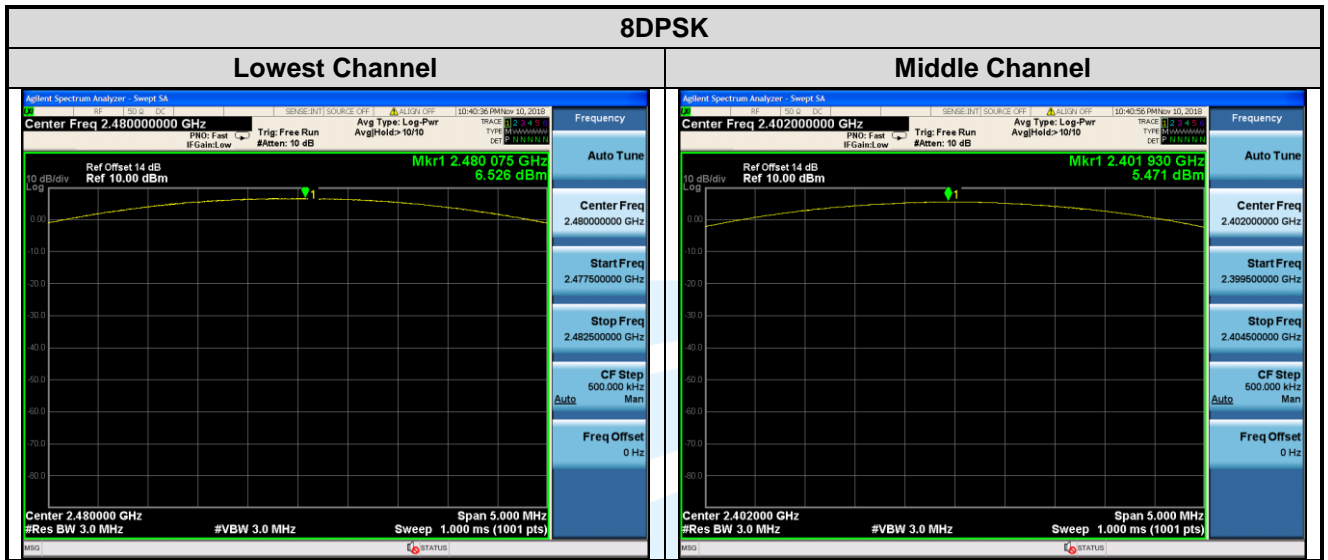 8DPSK
Lowest Channel
Middle Channel
Agilent Spectrum Analyzer - Swept SA
RF 50 Ω DC SENSE:INT SOURCE OFF ALIGN OFF 10:40:36 PM Nov 10, 2018
Center Freq 2.480000000 GHz
Avg Type: Log-Pwr
TRACE 1 2 3 4 5 6
PNO: Fast
Trig: Free Run
Avg|Hold:>10/10
TYPE M
IFGain:Low
#Atten: 10 dB
DET P N N N N N
Mkr1 2.480 075 GHz
6.526 dBm
Ref Offset 14 dB
10 dB/div Ref 10.00 dBm
Log
1
0.00
-10.0
-20.0
-30.0
-40.0
-50.0
-60.0
-70.0
-80.0
Center 2.480000 GHz Span 5.000 MHz
#Res BW 3.0 MHz #VBW 3.0 MHz Sweep 1.000 ms (1001 pts)
MSG STATUS
Frequency
Auto Tune
Center Freq
2.480000000 GHz
Start Freq
2.477500000 GHz
Stop Freq
2.482500000 GHz
CF Step
500.000 kHz
Auto Man
Freq Offset
0 Hz
Agilent Spectrum Analyzer - Swept SA
RF 50 Ω DC SENSE:INT SOURCE OFF ALIGN OFF 10:40:56 PM Nov 10, 2018
Center Freq 2.402000000 GHz
Avg Type: Log-Pwr
TRACE 1 2 3 4 5 6
PNO: Fast
Trig: Free Run
Avg|Hold:>10/10
TYPE M
IFGain:Low
#Atten: 10 dB
DET P N N N N N
Mkr1 2.401 930 GHz
5.471 dBm
Ref Offset 14 dB
10 dB/div Ref 10.00 dBm
Log
1
0.00
-10.0
-20.0
-30.0
-40.0
-50.0
-60.0
-70.0
-80.0
Center 2.402000 GHz Span 5.000 MHz
#Res BW 3.0 MHz #VBW 3.0 MHz Sweep 1.000 ms (1001 pts)
MSG STATUS
Frequency
Auto Tune
Center Freq
2.402000000 GHz
Start Freq
2.399500000 GHz
Stop Freq
2.404500000 GHz
CF Step
500.000 kHz
Auto Man
Freq Offset
0 Hz